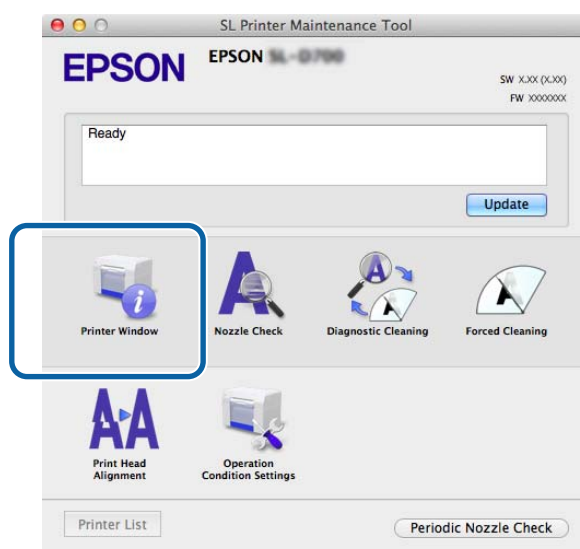 SL Printer Maintenance Tool
EPSON
EPSON
SW X.XX (X.XX)
FW XXXXXXX
Ready
Update
Printer Window
Nozzle Check
Diagnostic Cleaning
Forced Cleaning
Print Head
Alignment
Operation
Condition Settings
Printer List
Periodic Nozzle Check